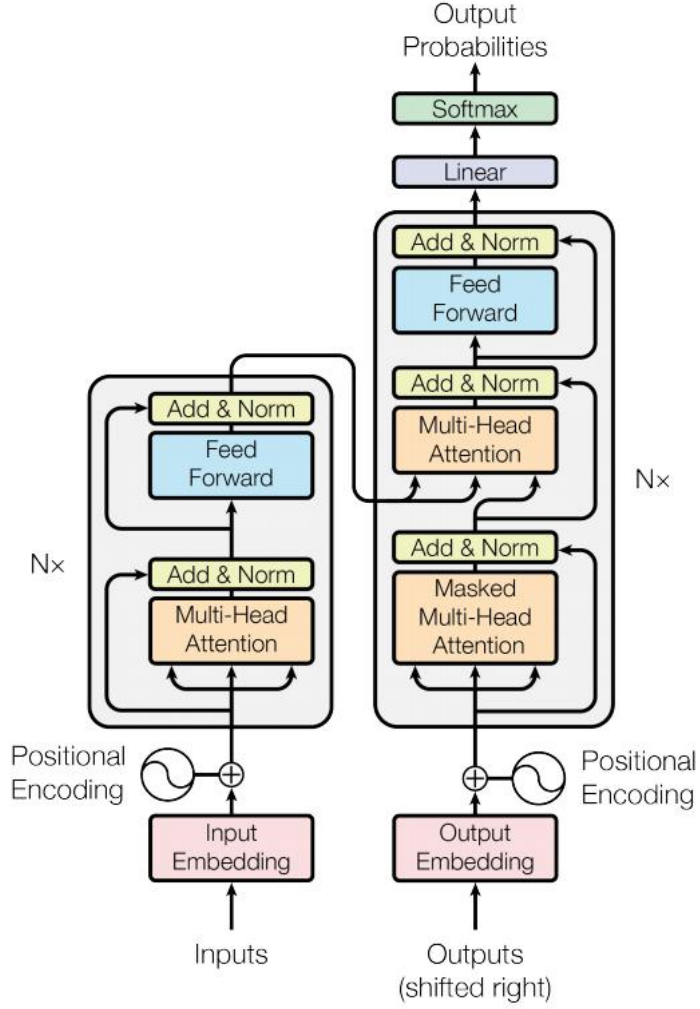 Output
Probabilities
Softmax
Linear
Add & Norm
Feed
Forward
Add & Norm
Multi-Head
Attention
Add & Norm
Masked
Multi-Head
Attention
N×
Add & Norm
Feed
Forward
Add & Norm
Multi-Head
Attention
N×
Positional
Encoding
Positional
Encoding
Input
Embedding
Output
Embedding
Inputs
Outputs
(shifted right)